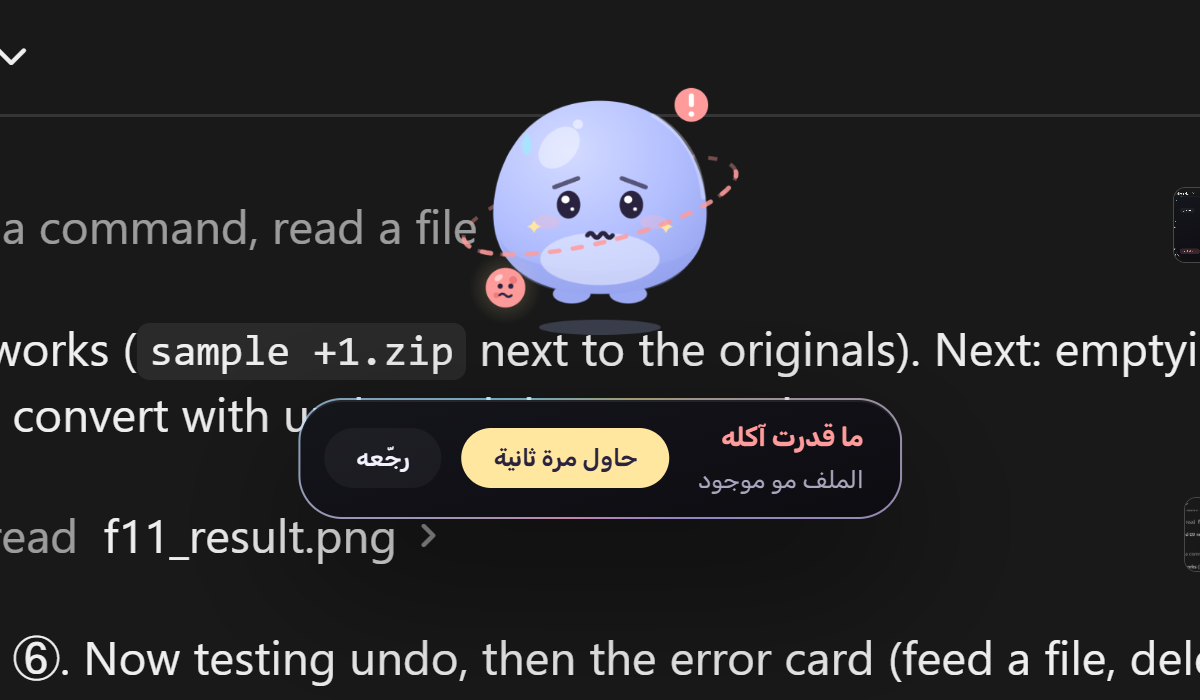 a command, read a file
works (sample +1.zip next to the originals). Next: emptyi
convert with u
ما قدرت آكله
الملف مو موجود
حاول مرة ثانية
رجّعه
read f11_result.png
⑥. Now testing undo, then the error card (feed a file, del